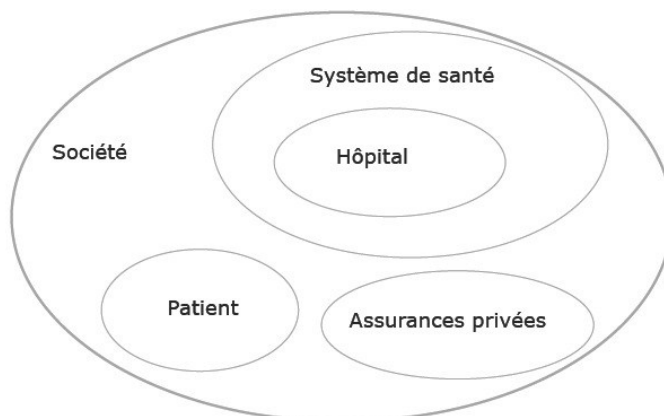 Système de santé
Société
Hôpital
Patient
Assurances privées